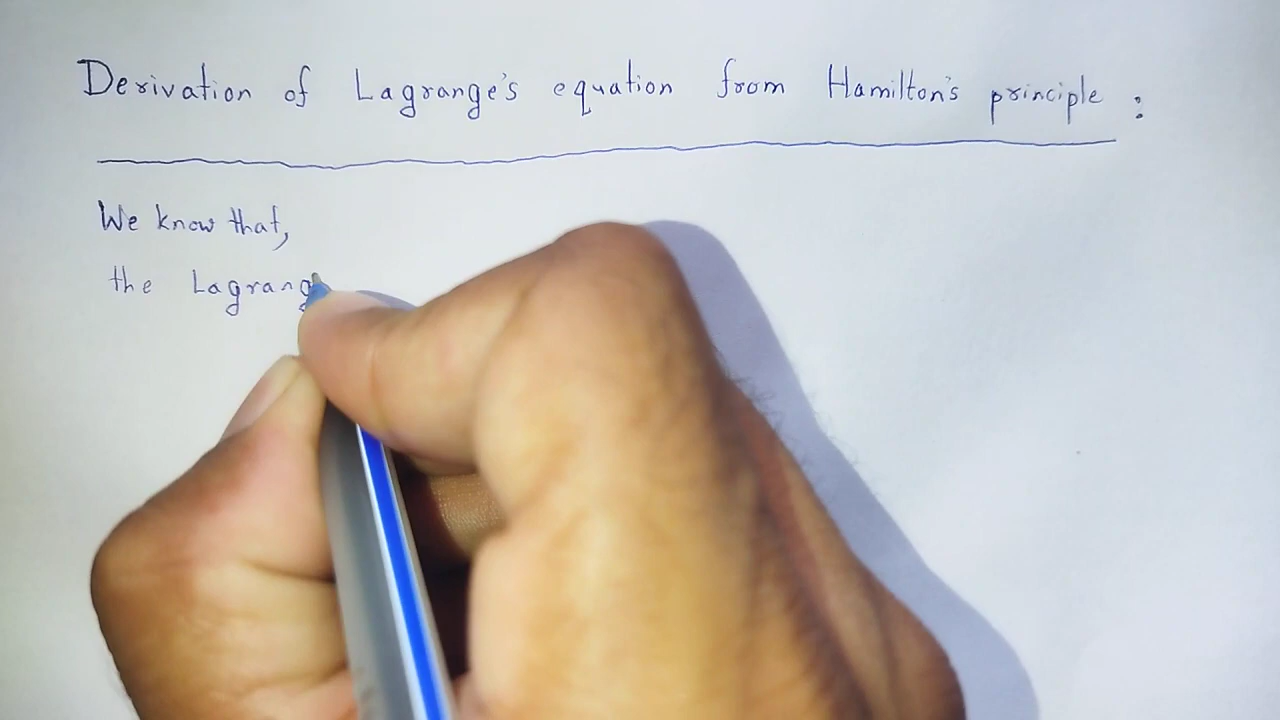 Derivation of Lagrange's equation from Hamilton's principle :
We know that,
the Lagrang